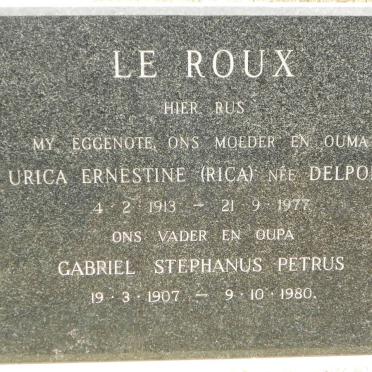 LE ROUX
HIER RUS
MY EGGENOTE, ONS MOEDER EN OUMA
URICA ERNESTINE (RICA) NÉE DELPO
4 · 2 · 1913 — 21 · 9 · 1977
ONS VADER EN OUPA
GABRIEL STEPHANUS PETRUS
19 · 3 · 1907 — 9 · 10 · 1980.